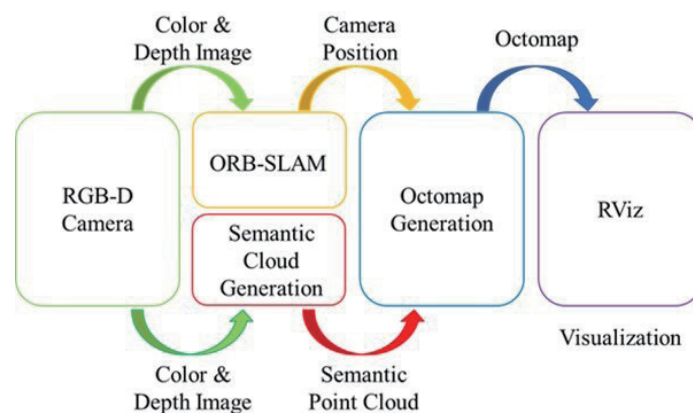 Color &
Depth Image
Camera
Position
Octomap
RGB-D
Camera
ORB-SLAM
Semantic
Cloud
Generation
Octomap
Generation
RViz
Visualization
Color &
Depth Image
Semantic
Point Cloud